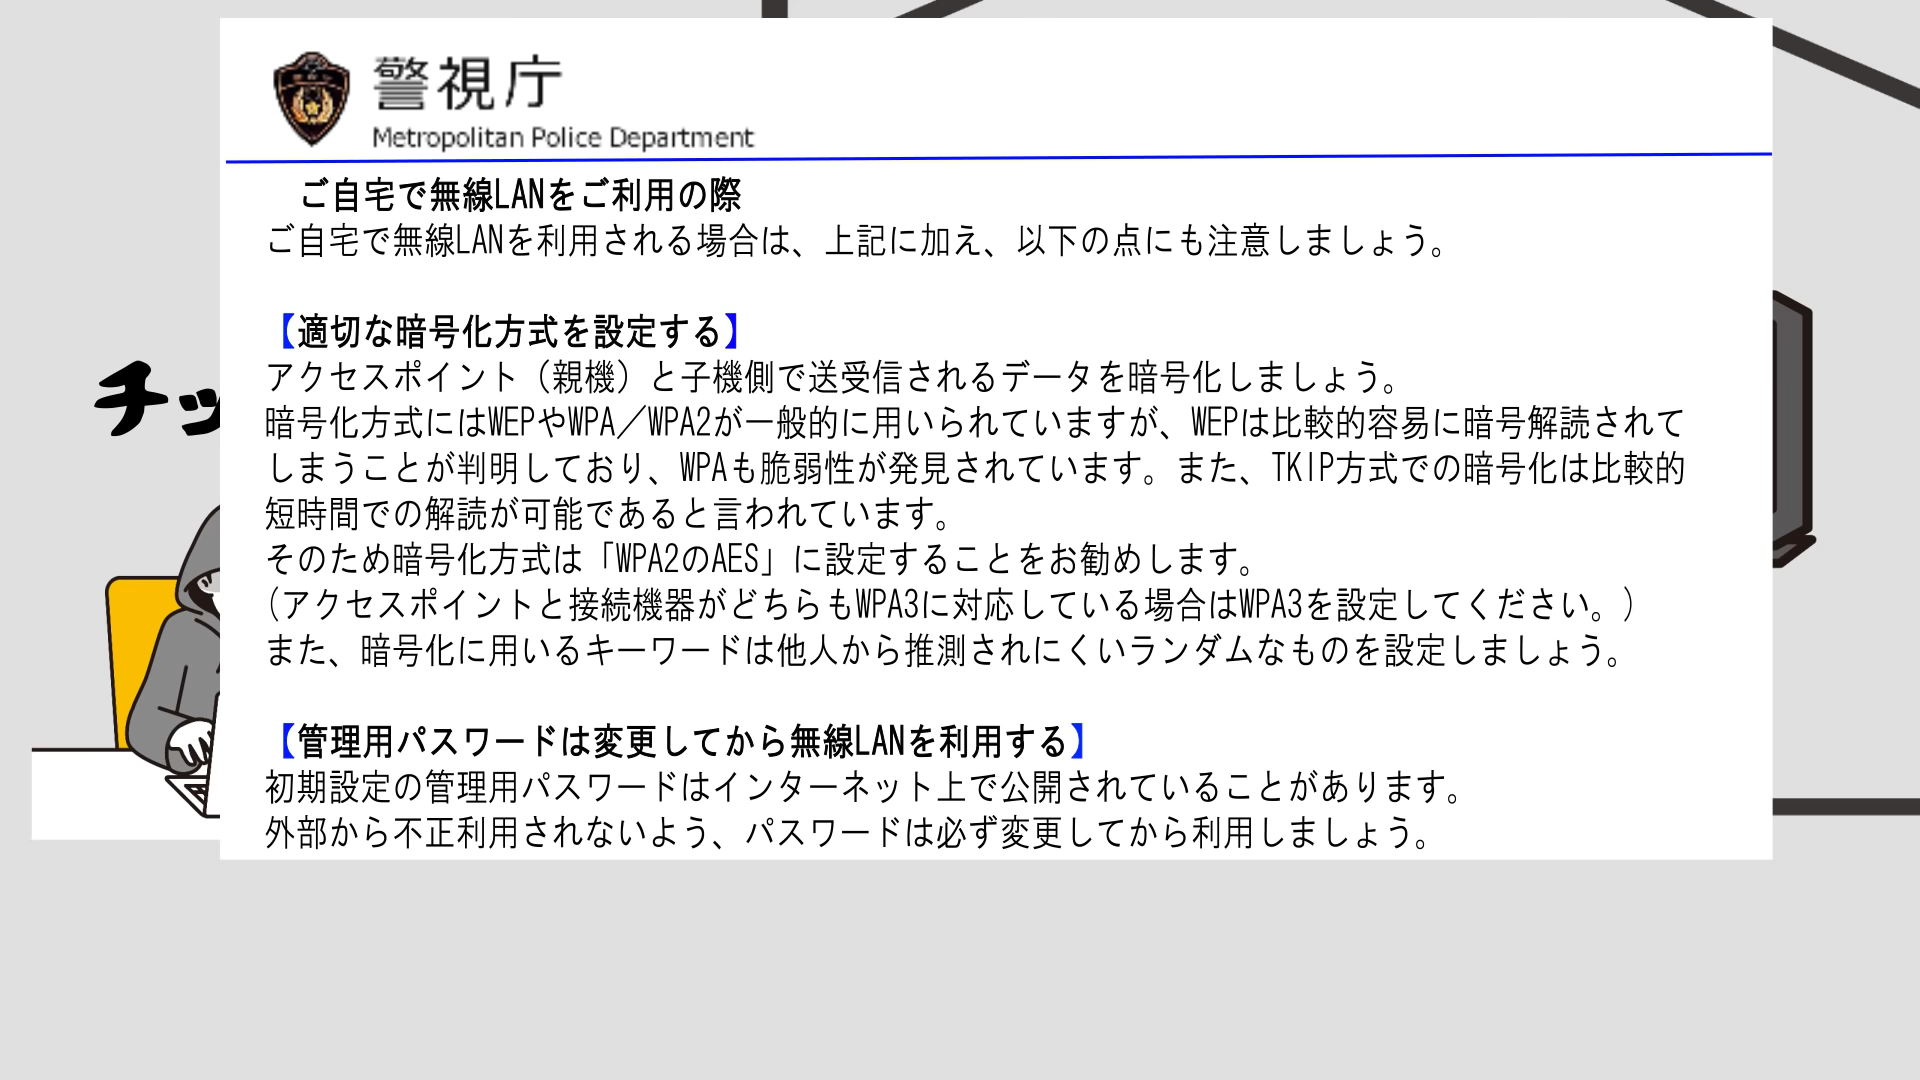 警視庁
Metropolitan Police Department
ご自宅で無線LANをご利用の際
ご自宅で無線LANを利用される場合は、上記に加え、以下の点にも注意しましょう。
【適切な暗号化方式を設定する】
アクセスポイント（親機）と子機側で送受信されるデータを暗号化しましょう。
暗号化方式にはWEPやWPA／WPA2が一般的に用いられていますが、WEPは比較的容易に暗号解読されて
しまうことが判明しており、WPAも脆弱性が発見されています。また、TKIP方式での暗号化は比較的
短時間での解読が可能であると言われています。
そのため暗号化方式は「WPA2のAES」に設定することをお勧めします。
（アクセスポイントと接続機器がどちらもWPA3に対応している場合はWPA3を設定してください。）
また、暗号化に用いるキーワードは他人から推測されにくいランダムなものを設定しましょう。
【管理用パスワードは変更してから無線LANを利用する】
初期設定の管理用パスワードはインターネット上で公開されていることがあります。
外部から不正利用されないよう、パスワードは必ず変更してから利用しましょう。
チッ